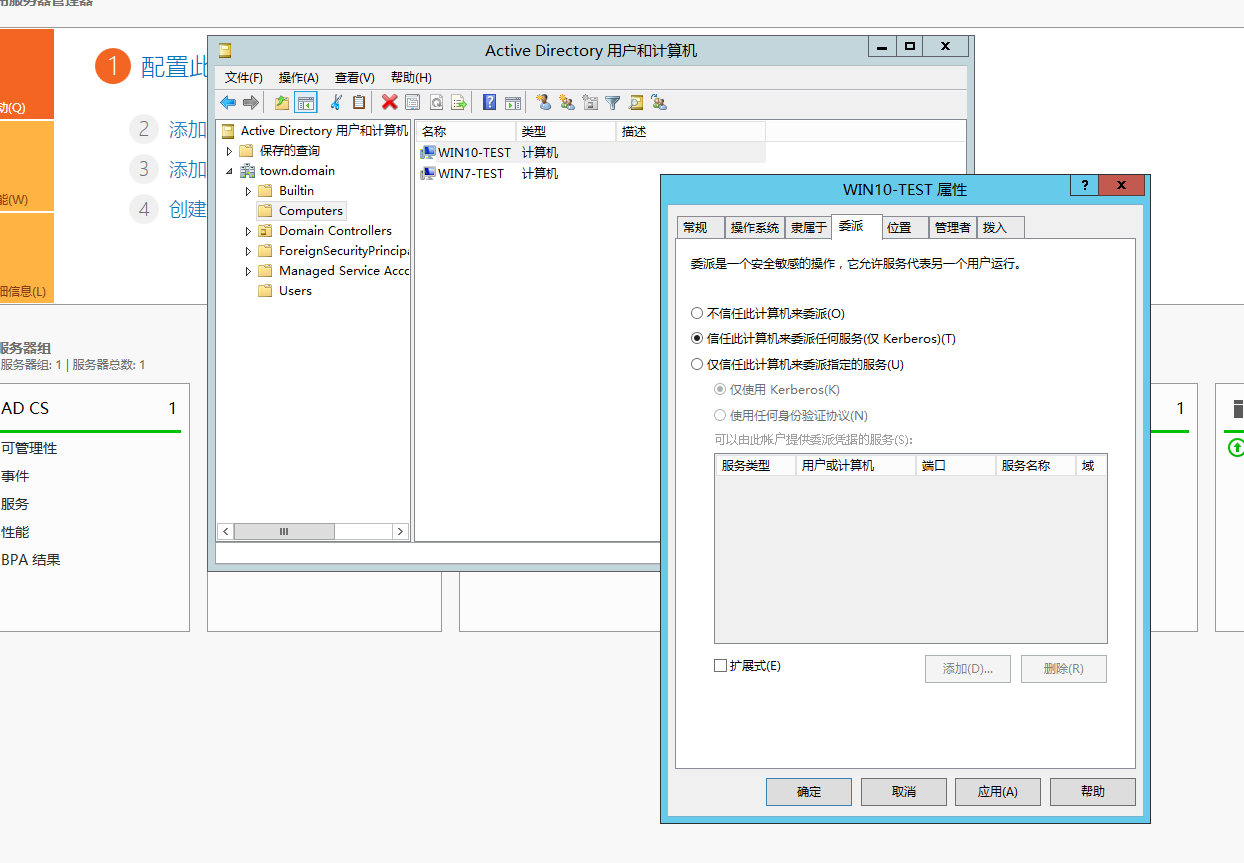 用服务器管理器
动(Q)
1 配置此
2 添加
能(W)
3 添加
4 创建
细信息(L)
服务器组
服务器组: 1 | 服务器总数: 1
AD CS 1
可管理性
事件
服务
性能
BPA 结果
1
Active Directory 用户和计算机
文件(F) 操作(A) 查看(V) 帮助(H)
Active Directory 用户和计算机
保存的查询
town.domain
Builtin
Computers
Domain Controllers
ForeignSecurityPrincipa
Managed Service Acco
Users
名称 类型 描述
WIN10-TEST 计算机
WIN7-TEST 计算机
WIN10-TEST 属性
常规 操作系统 隶属于 委派 位置 管理者 拨入
委派是一个安全敏感的操作，它允许服务代表另一个用户运行。
不信任此计算机来委派(O)
信任此计算机来委派任何服务(仅 Kerberos)(T)
仅信任此计算机来委派指定的服务(U)
仅使用 Kerberos(K)
使用任何身份验证协议(N)
可以由此帐户提供委派凭据的服务(S):
服务类型 用户或计算机 端口 服务名称 域
扩展式(E)
添加(D)... 删除(R)
确定 取消 应用(A) 帮助